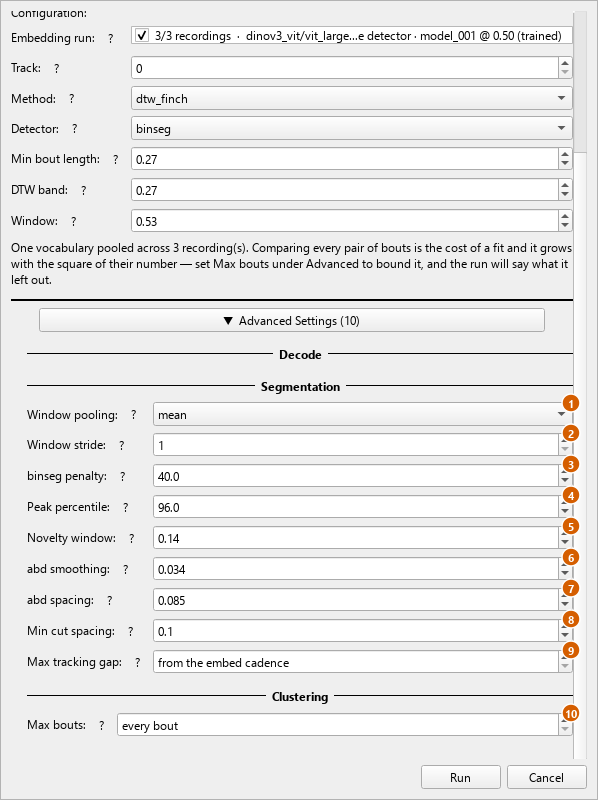 Configuration:
Embedding run: ? 3/3 recordings · dinov3_vit/vit_large...e detector · model_001 @ 0.50 (trained)
Track: ? 0
Method: ? dtw_finch
Detector: ? binseg
Min bout length: ? 0.27
DTW band: ? 0.27
Window: ? 0.53
One vocabulary pooled across 3 recording(s). Comparing every pair of bouts is the cost of a fit and it grows
with the square of their number — set Max bouts under Advanced to bound it, and the run will say what it
left out.
▼ Advanced Settings (10)
Decode
Segmentation
Window pooling: ? mean 1
Window stride: ? 1 2
binseg penalty: ? 40.0 3
Peak percentile: ? 96.0 4
Novelty window: ? 0.14 5
abd smoothing: ? 0.034 6
abd spacing: ? 0.085 7
Min cut spacing: ? 0.1 8
Max tracking gap: ? from the embed cadence 9
Clustering
Max bouts: ? every bout 10
Run Cancel